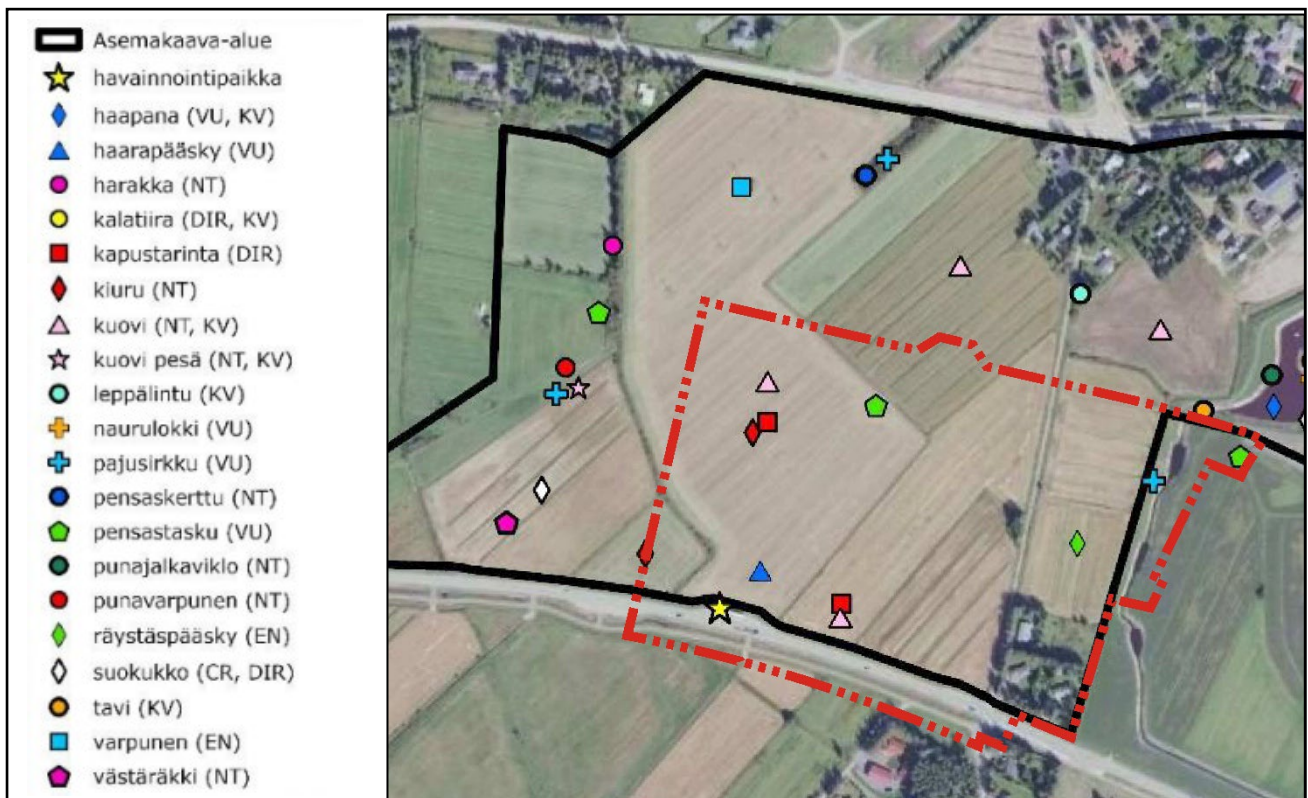 Asemakaava-alue
havainnointipaikka
haapana (VU, KV)
haarapääsky (VU)
harakka (NT)
kalatiira (DIR, KV)
kapustarinta (DIR)
kiuru (NT)
kuovi (NT, KV)
kuovi pesä (NT, KV)
leppälintu (KV)
naurulokki (VU)
pajusirkku (VU)
pensaskerttu (NT)
pensastasku (VU)
punajalkaviklo (NT)
punavarpunen (NT)
räystäspääsky (EN)
suokukko (CR, DIR)
tavi (KV)
varpunen (EN)
västäräkki (NT)